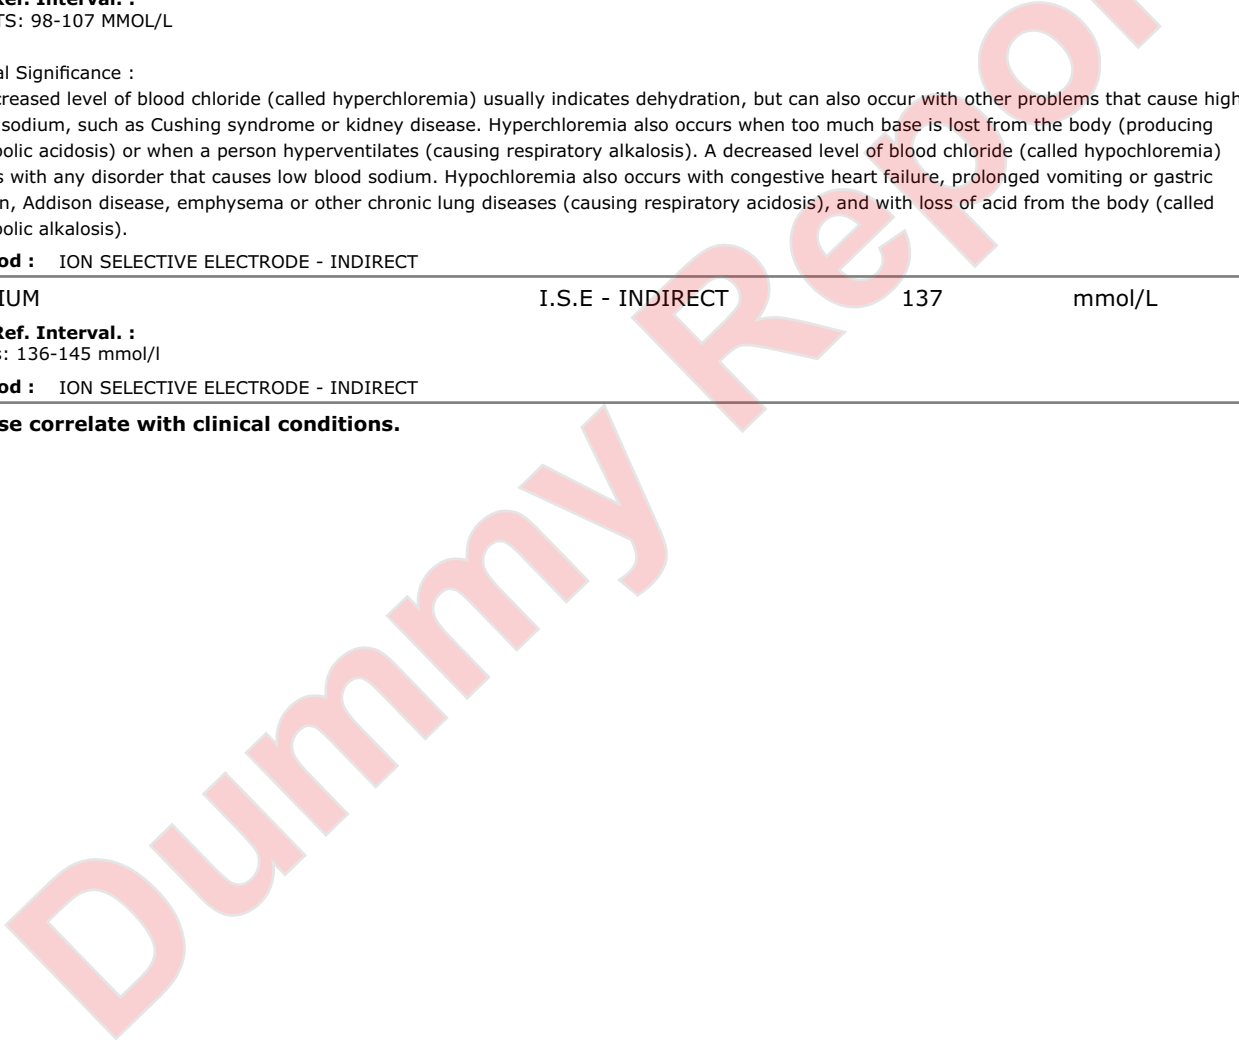 Ref. Interval. :
TS: 98-107 MMOL/L
al Significance :
creased level of blood chloride (called hyperchloremia) usually indicates dehydration, but can also occur with other problems that cause high
sodium, such as Cushing syndrome or kidney disease. Hyperchloremia also occurs when too much base is lost from the body (producing
bolic acidosis) or when a person hyperventilates (causing respiratory alkalosis). A decreased level of blood chloride (called hypochloremia)
s with any disorder that causes low blood sodium. Hypochloremia also occurs with congestive heart failure, prolonged vomiting or gastric
n, Addison disease, emphysema or other chronic lung diseases (causing respiratory acidosis), and with loss of acid from the body (called
bolic alkalosis).
od : ION SELECTIVE ELECTRODE - INDIRECT
IUM I.S.E - INDIRECT 137 mmol/L
Ref. Interval. :
s: 136-145 mmol/l
od : ION SELECTIVE ELECTRODE - INDIRECT
se correlate with clinical conditions.
Dummy Repor